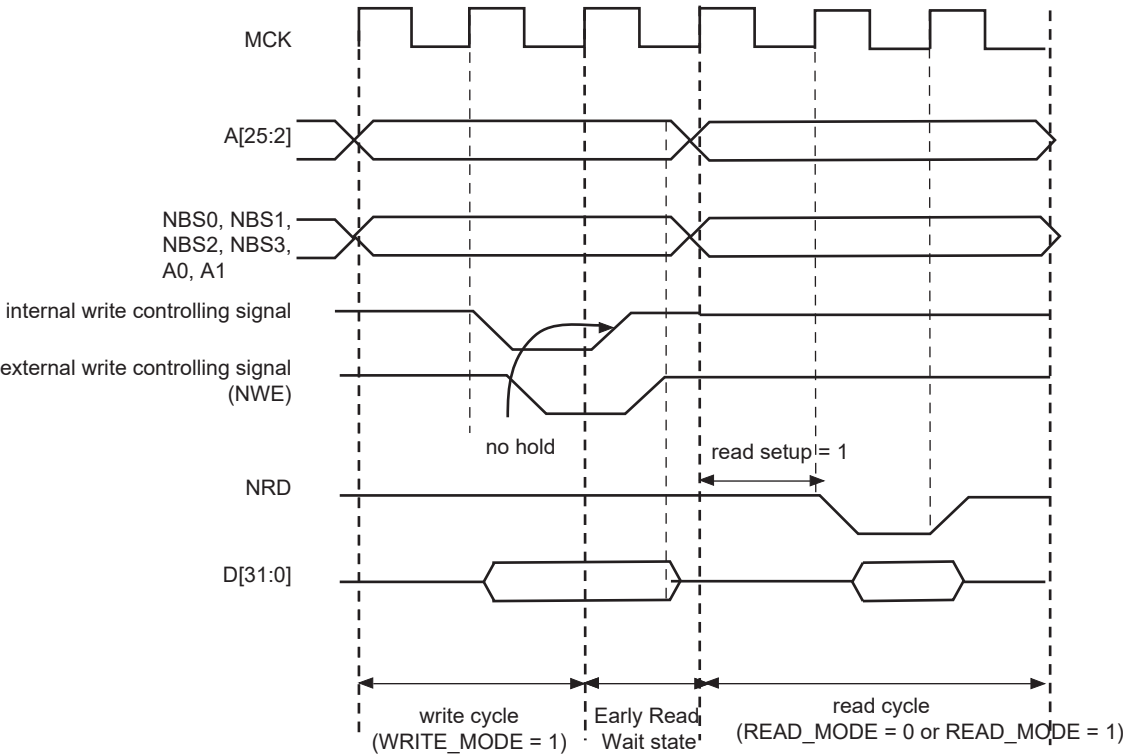 MCK
A[25:2]
NBS0, NBS1,
NBS2, NBS3,
A0, A1
internal write controlling signal
external write controlling signal
(NWE)
no hold
read setup = 1
NRD
D[31:0]
write cycle
(WRITE_MODE = 1)
Early Read
Wait state
read cycle
(READ_MODE = 0 or READ_MODE = 1)